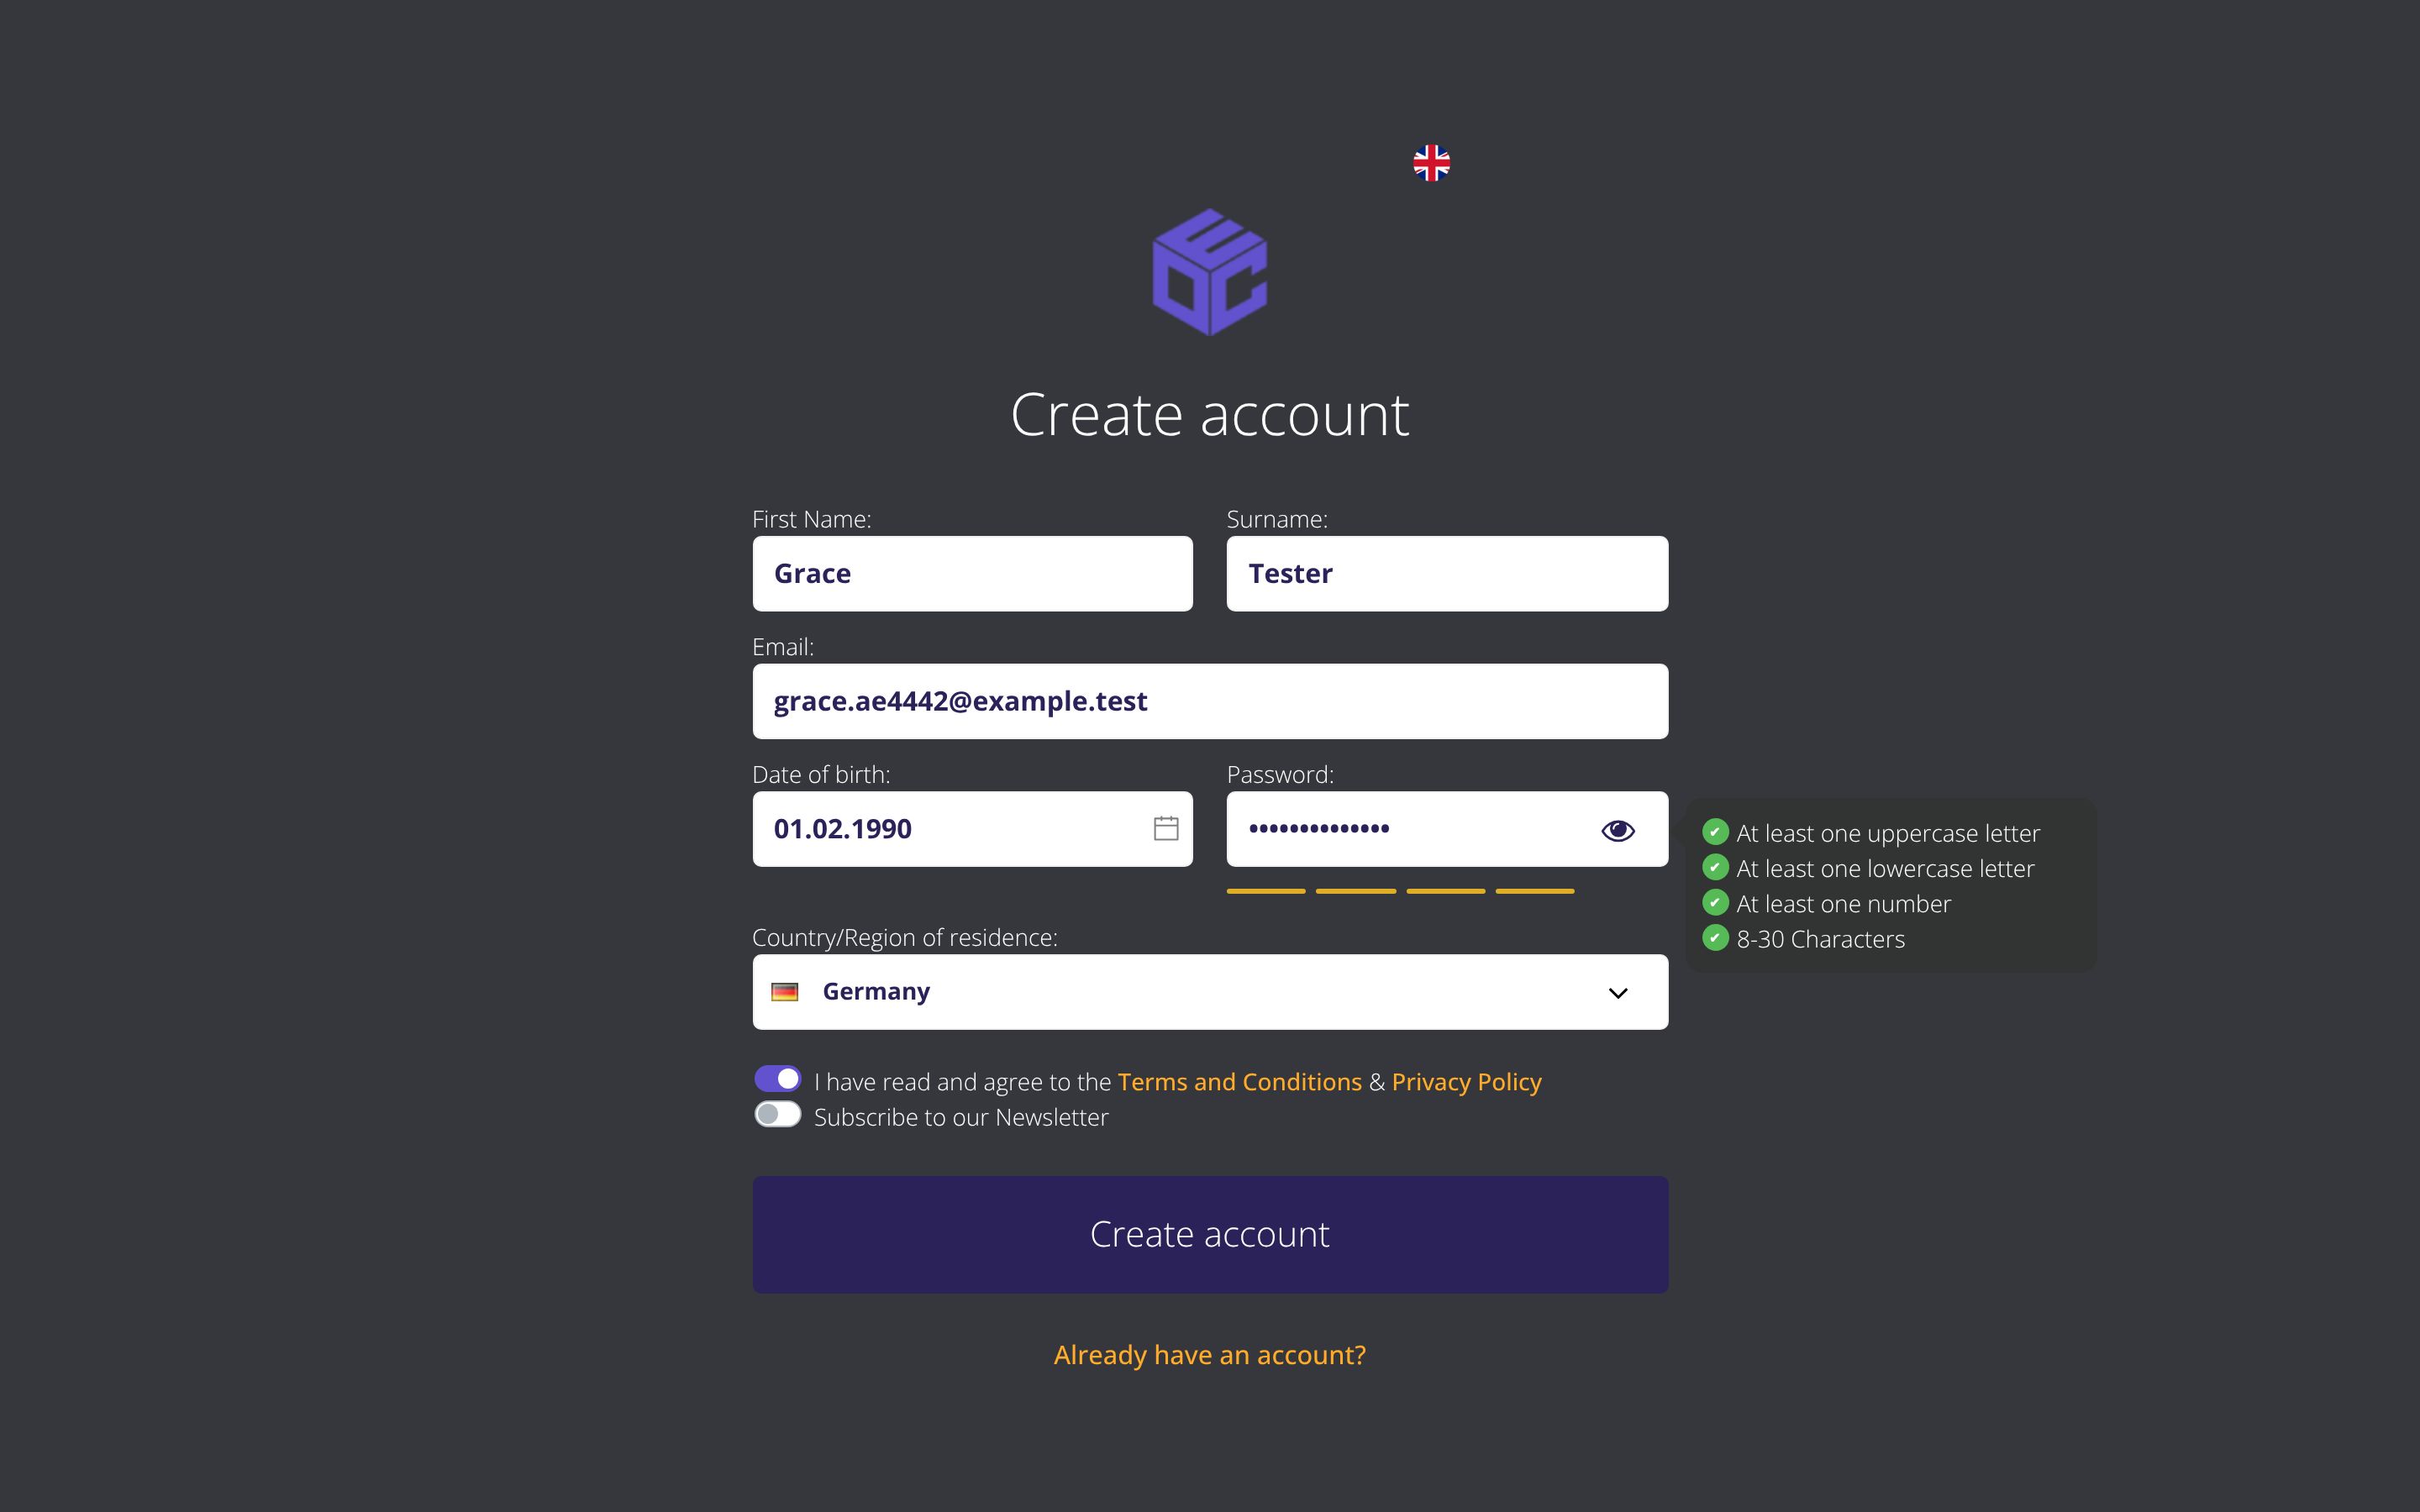 Create account
First Name:
Surname:
Grace
Tester
Email:
grace.ae4442@example.test
Date of birth:
Password:
01.02.1990
••••••••••••••
At least one uppercase letter
At least one lowercase letter
At least one number
8-30 Characters
Country/Region of residence:
Germany
I have read and agree to the Terms and Conditions & Privacy Policy
Subscribe to our Newsletter
Create account
Already have an account?